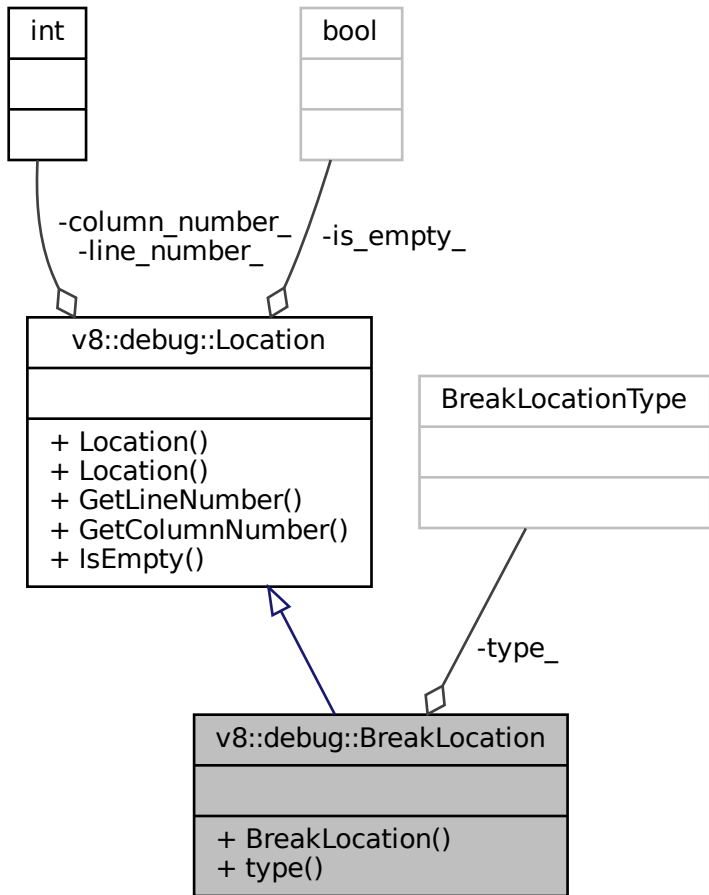 int
bool
-column_number_
-line_number_
-is_empty_
v8::debug::Location
+ Location()
+ Location()
+ GetLineNumber()
+ GetColumnNumber()
+ IsEmpty()
BreakLocationType
-type_
v8::debug::BreakLocation
+ BreakLocation()
+ type()